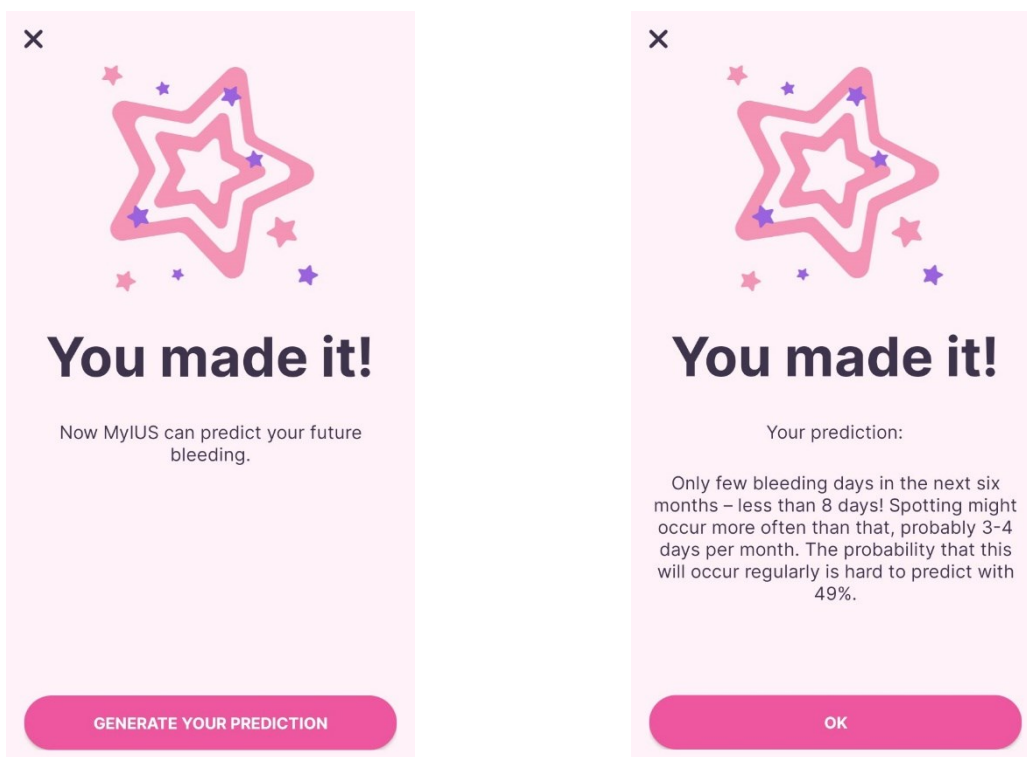 You made it!
Now MyIUS can predict your future
bleeding.
GENERATE YOUR PREDICTION
You made it!
Your prediction:
Only few bleeding days in the next six
months – less than 8 days! Spotting might
occur more often than that, probably 3-4
days per month. The probability that this
will occur regularly is hard to predict with
49%.
OK